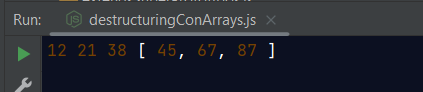 Run: destructuringConArrays.js
12 21 38 [ 45, 67, 87 ]